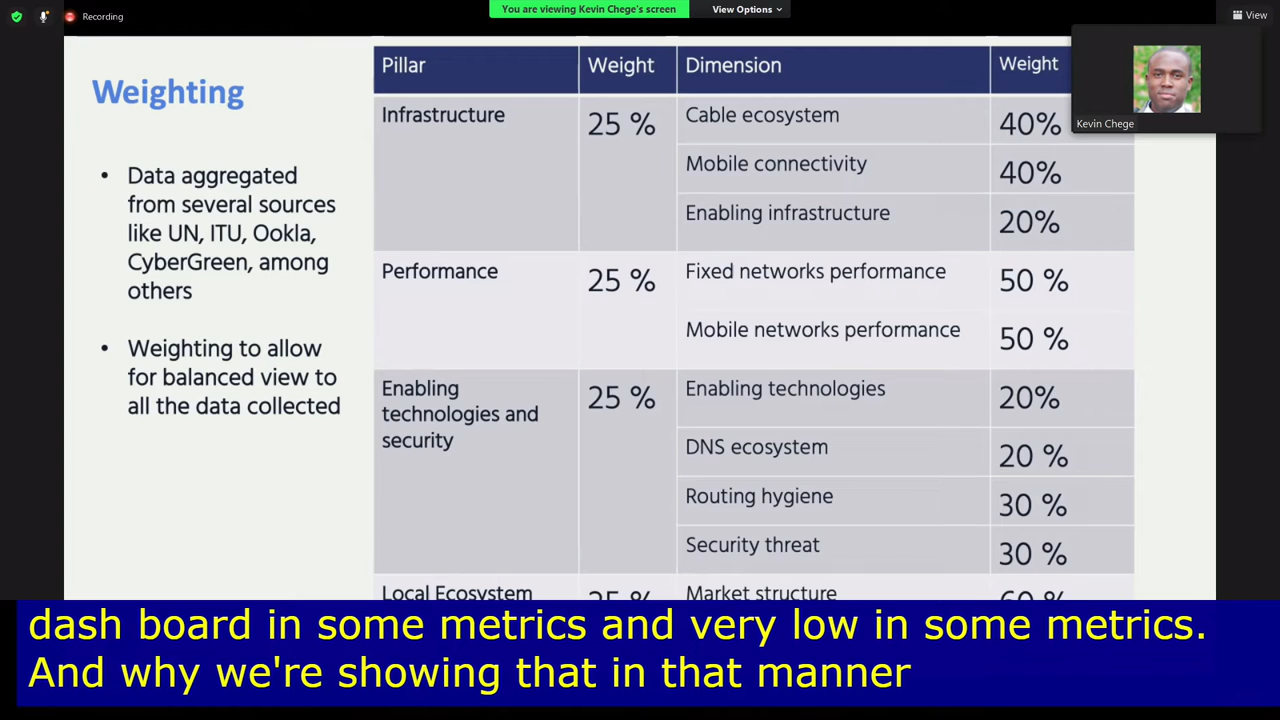 Recording
You are viewing Kevin Chege's screen
View Options
View
Kevin Chege
Weighting
• Data aggregated
from several sources
like UN, ITU, Ookla,
CyberGreen, among
others
• Weighting to allow
for balanced view to
all the data collected
Pillar Weight Dimension Weight
Infrastructure 25 % Cable ecosystem 40%
Mobile connectivity 40%
Enabling infrastructure 20%
Performance 25 % Fixed networks performance 50 %
Mobile networks performance 50 %
Enabling
technologies and
security
25 % Enabling technologies 20%
DNS ecosystem 20 %
Routing hygiene 30 %
Security threat 30 %
Local Ecosystem 25 % Market structure 60 %
dash board in some metrics and very low in some metrics.
And why we're showing that in that manner